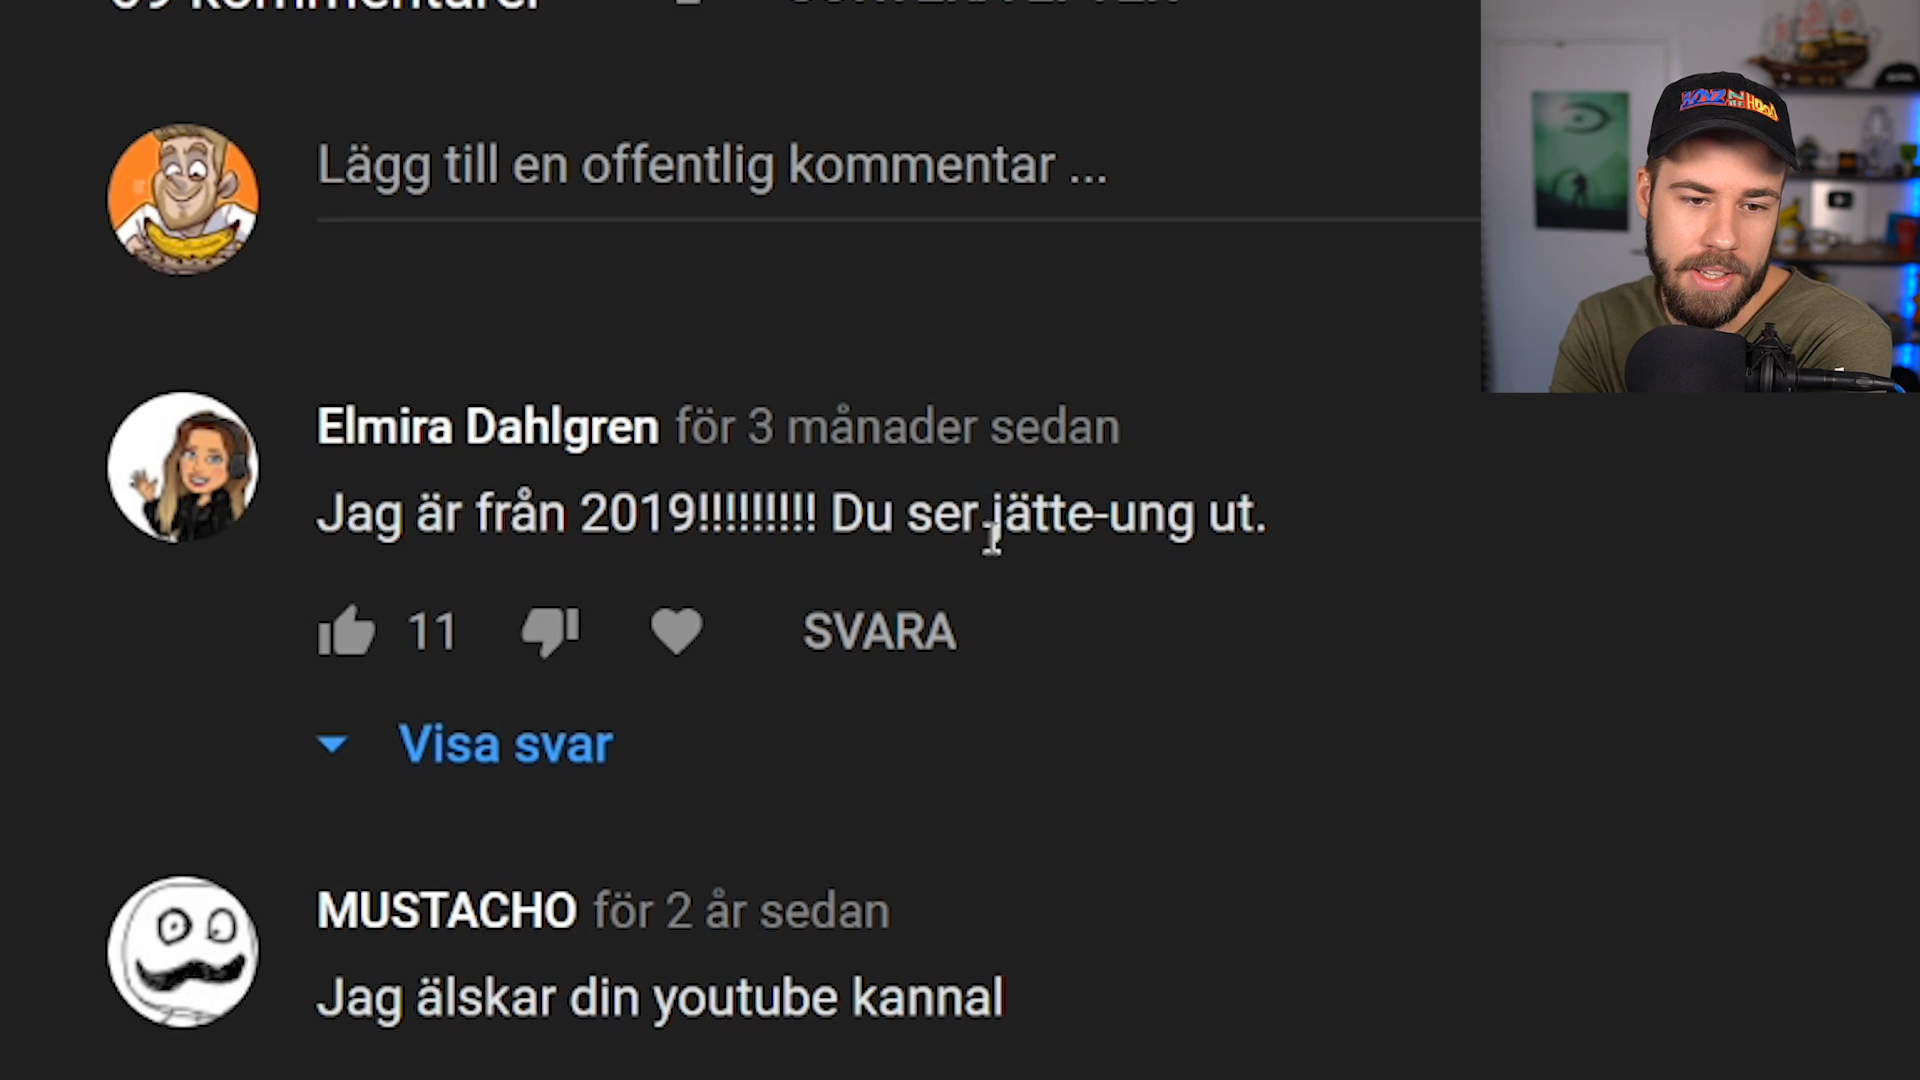 kommentarer
Lägg till en offentlig kommentar ...
Elmira Dahlgren för 3 månader sedan
Jag är från 2019!!!!!!!!! Du ser jätte-ung ut.
11 SVARA
Visa svar
MUSTACHO för 2 år sedan
Jag älskar din youtube kannal